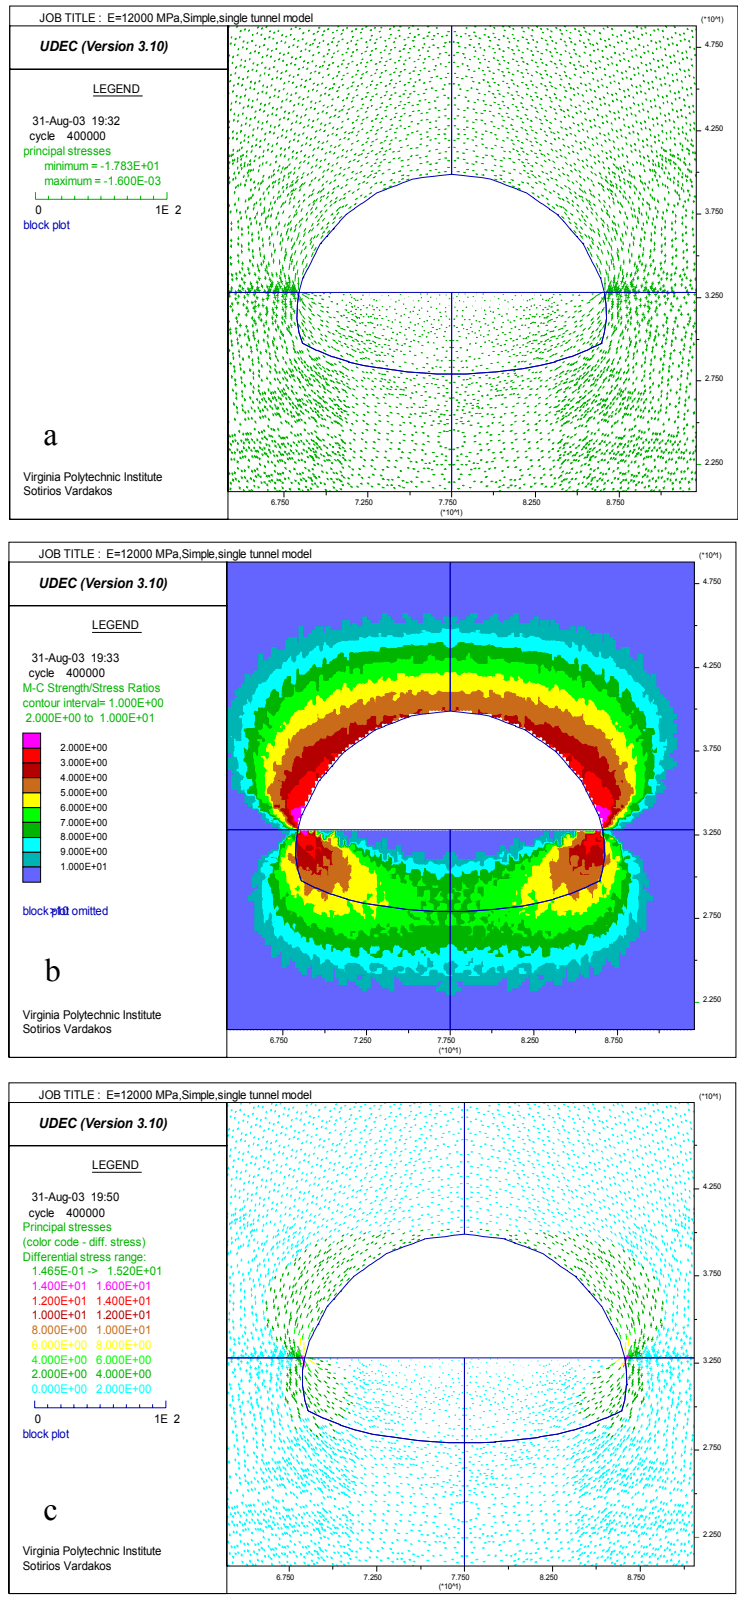 JOB TITLE : E=12000 MPa,Simple,single tunnel model
(*10^1)
UDEC (Version 3.10)
LEGEND
31-Aug-03 19:32
cycle 400000
principal stresses
minimum = -1.783E+01
maximum = -1.600E-03
0 1E 2
block plot
a
Virginia Polytechnic Institute
Sotirios Vardakos
4.750
4.250
3.750
3.250
2.750
2.250
6.750 7.250 7.750 8.250 8.750
(*10^1)
JOB TITLE : E=12000 MPa,Simple,single tunnel model
(*10^1)
UDEC (Version 3.10)
LEGEND
31-Aug-03 19:33
cycle 400000
M-C Strength/Stress Ratios
contour interval= 1.000E+00
2.000E+00 to 1.000E+01
2.000E+00
3.000E+00
4.000E+00
5.000E+00
6.000E+00
7.000E+00
8.000E+00
9.000E+00
1.000E+01
block plot omitted
b
Virginia Polytechnic Institute
Sotirios Vardakos
4.750
4.250
3.750
3.250
2.750
2.250
6.750 7.250 7.750 8.250 8.750
(*10^1)
JOB TITLE : E=12000 MPa,Simple,single tunnel model
(*10^1)
UDEC (Version 3.10)
LEGEND
31-Aug-03 19:50
cycle 400000
Principal stresses
(color code - diff. stress)
Differential stress range:
1.465E-01 -> 1.520E+01
1.400E+01 1.600E+01
1.200E+01 1.400E+01
1.000E+01 1.200E+01
8.000E+00 1.000E+01
6.000E+00 8.000E+00
4.000E+00 6.000E+00
2.000E+00 4.000E+00
0.000E+00 2.000E+00
0 1E 2
block plot
c
Virginia Polytechnic Institute
Sotirios Vardakos
4.250
3.750
3.250
2.750
2.250
6.750 7.250 7.750 8.250 8.750
(*10^1)